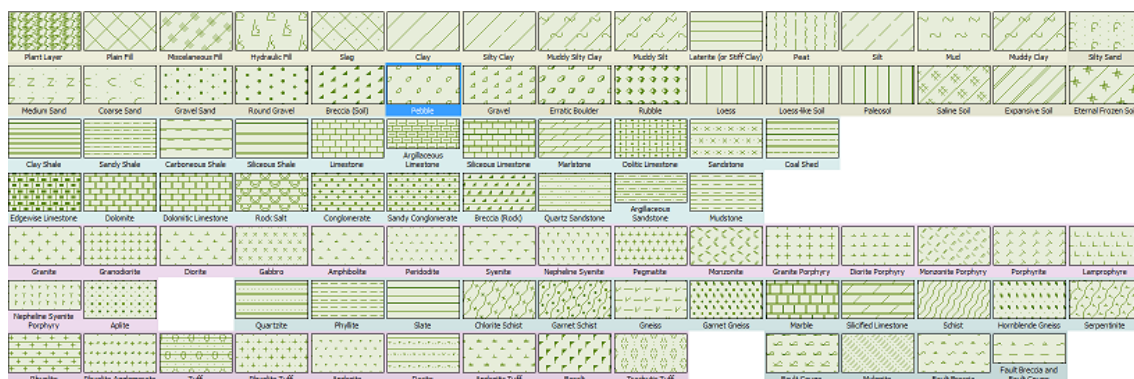 Plant Layer Plain Fill Miscelaneous Fill Hydraulic Fill Slag Clay Silty Clay Muddy Silty Clay Muddy Silt Laterite (or Stiff Clay) Peat Silt Mud Muddy Clay Silty Sand
Medium Sand Coarse Sand Gravel Sand Round Gravel Breccia (Soil) Pebble Gravel Erratic Boulder Rubble Loess Loess-like Soil Paleosol Saline Soil Expansive Soil Eternal Frozen Soi
Clay Shale Sandy Shale Carboneous Shale Siliceous Shale Limestone Argillaceous Limestone Siliceous Limestone Marlstone Oolitic Limestone Sandstone Coal Shed
Edgewise Limestone Dolomite Dolomitic Limestone Rock Salt Conglomerate Sandy Conglomerate Breccia (Rock) Quartz Sandstone Argillaceous Sandstone Mudstone
Granite Granodiorite Diorite Gabbro Amphibolite Peridodite Syenite Nepheline Syenite Pegmatite Monzonite Granite Porphyry Diorite Porphyry Monzonite Porphyry Porphyrite Lamprophyre
Nepheline Syenite Porphyry Aplite Quartzite Phyllite Slate Chlorite Schist Garnet Schist Gneiss Garnet Gneiss Marble Silicified Limestone Schist Hornblende Gneiss Serpentinite
Tuff Fault Breccia and